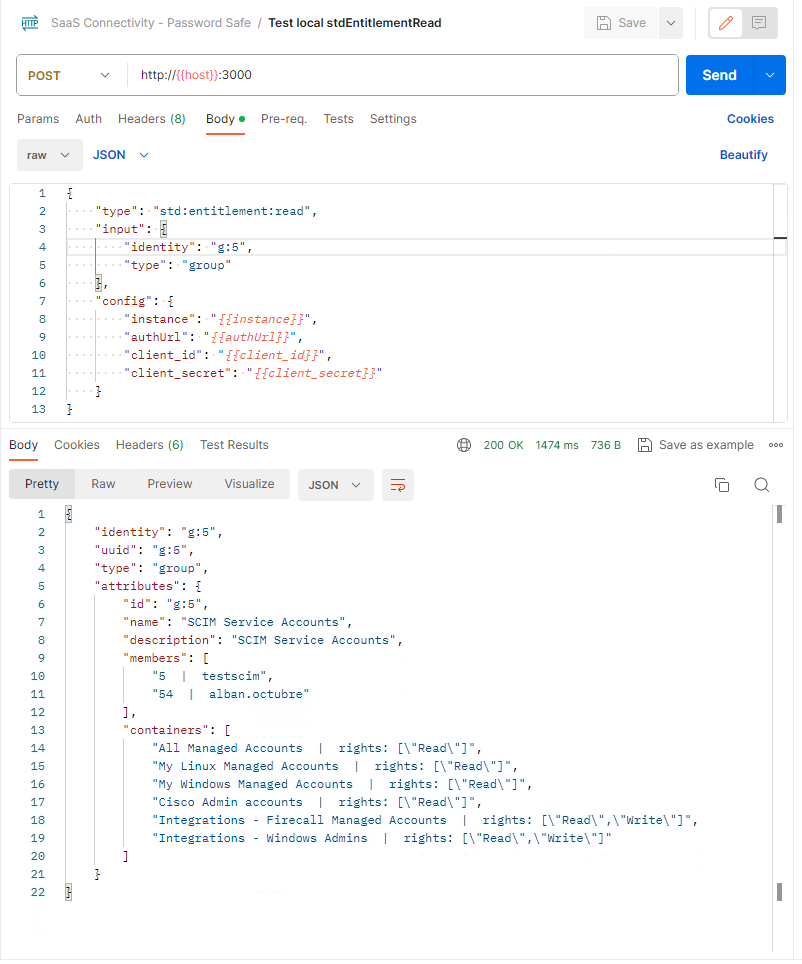 HTTP SaaS Connectivity - Password Safe / Test local stdEntitlementRead Save
POST http://{{host}}:3000 Send
Params Auth Headers (8) Body Pre-req. Tests Settings Cookies
raw JSON Beautify
1 {
2 "type": "std:entitlement:read",
3 "input": {
4 "identity": "g:5",
5 "type": "group"
6 },
7 "config": {
8 "instance": "{{instance}}",
9 "authUrl": "{{authUrl}}",
10 "client_id": "{{client_id}}",
11 "client_secret": "{{client_secret}}"
12 }
13 }
Body Cookies Headers (6) Test Results 200 OK 1474 ms 736 B Save as example
Pretty Raw Preview Visualize JSON
1 {
2 "identity": "g:5",
3 "uuid": "g:5",
4 "type": "group",
5 "attributes": {
6 "id": "g:5",
7 "name": "SCIM Service Accounts",
8 "description": "SCIM Service Accounts",
9 "members": [
10 "5 | testscim",
11 "54 | alban.octubre"
12 ],
13 "containers": [
14 "All Managed Accounts | rights: [\"Read\"]",
15 "My Linux Managed Accounts | rights: [\"Read\"]",
16 "My Windows Managed Accounts | rights: [\"Read\"]",
17 "Cisco Admin accounts | rights: [\"Read\"]",
18 "Integrations - Firecall Managed Accounts | rights: [\"Read\",\"Write\"]",
19 "Integrations - Windows Admins | rights: [\"Read\",\"Write\"]"
20 ]
21 }
22 }